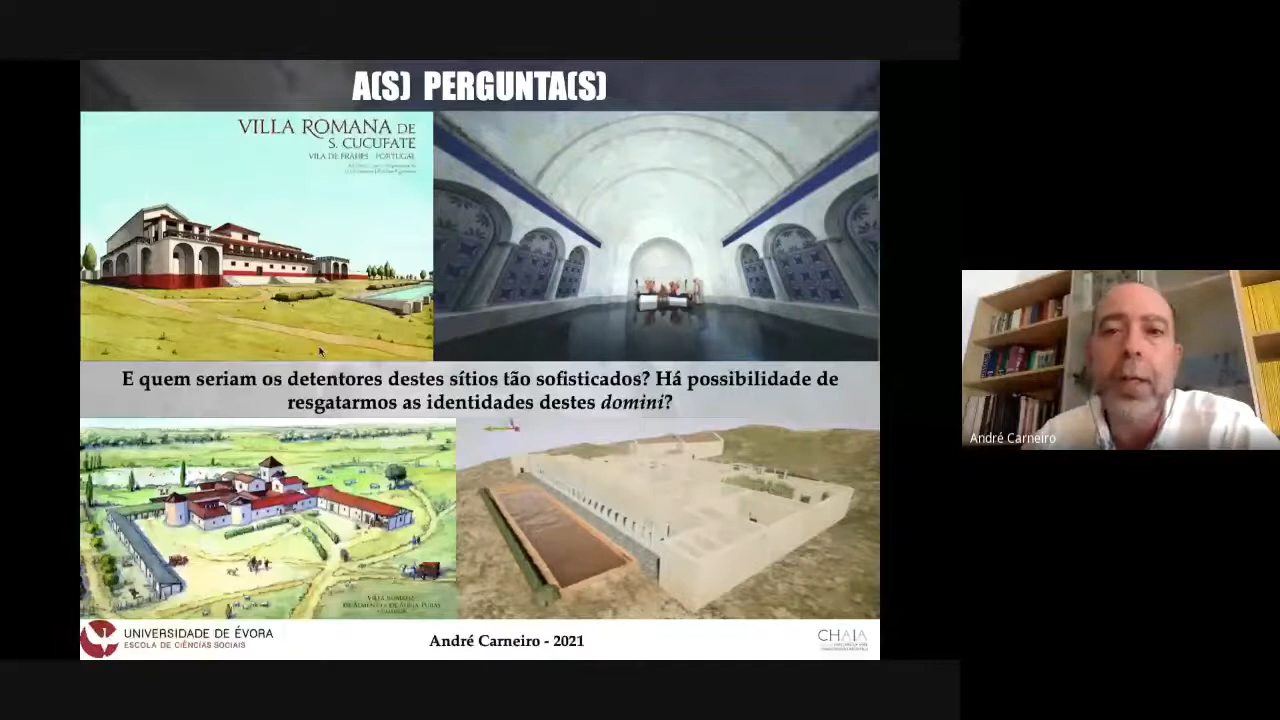 A(S) PERGUNTA(S)
VILLA ROMANA DE
S. CUCUFATE
VILA DE FRADES - PORTUGAL
E quem seriam os detentores destes sítios tão sofisticados? Há possibilidade de
resgatarmos as identidades destes domini?
VILLA ROMANA
UNIVERSIDADE DE ÉVORA
ESCOLA DE CIÊNCIAS SOCIAIS
André Carneiro - 2021
CHAIA
André Carneiro